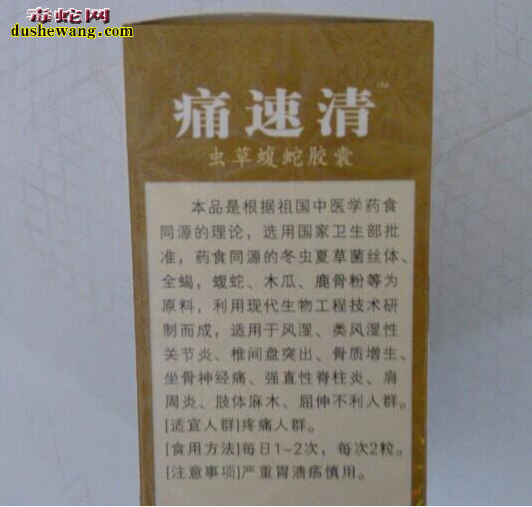 毒蛇网
dushewang.com
痛速清™
虫草蝮蛇胶囊
本品是根据祖国中医学药食
同源的理论，选用国家卫生部批
准，药食同源的冬虫夏草菌丝体、
全蝎，蝮蛇、木瓜、鹿骨粉等为
原料，利用现代生物工程技术研
制而成，适用于风湿、类风湿性
关节炎、椎间盘突出、骨质增生、
坐骨神经痛、强直性脊柱炎、肩
周炎、肢体麻木、屈伸不利人群。
[适宜人群]疼痛人群。
[食用方法]每日1-2次，每次2粒。
[注意事项]严重胃溃疡慎用。